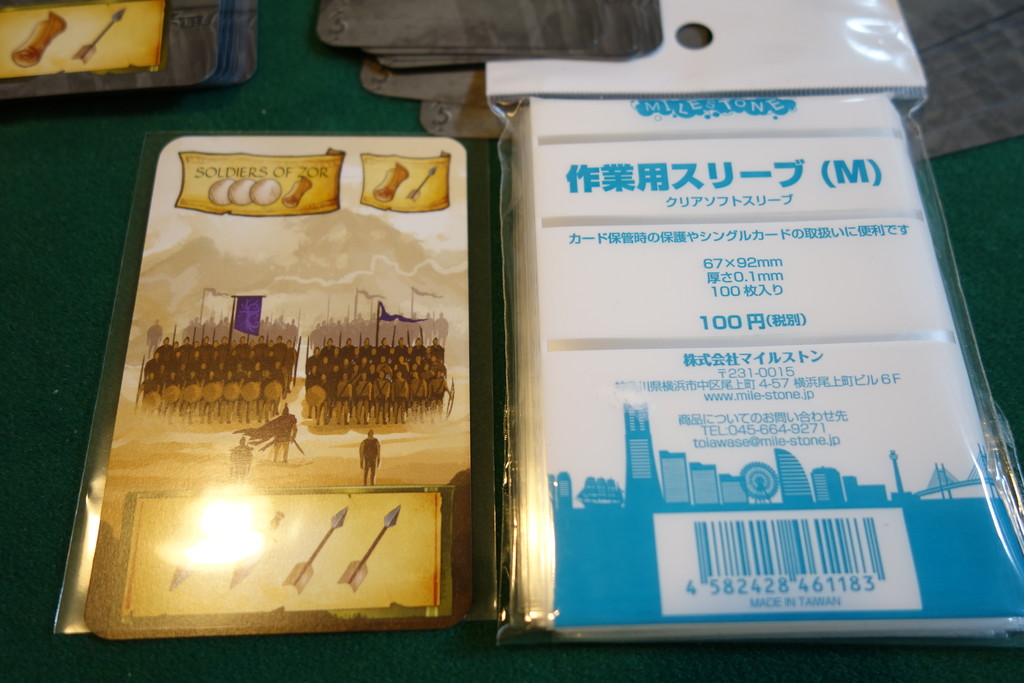 SOLDIERS OF ZOR
MILESTONE
作業用スリーブ (M)
クリアソフトスリーブ
カード保管時の保護やシングルカードの取扱いに便利です
67×92mm
厚さ0.1mm
100枚入り
100円(税別)
株式会社マイルストン
〒231-0015
川県横浜市中区尾上町 4-57 横浜尾上町ビル6F
www.mile-stone.jp
商品についてのお問い合わせ先
TEL:045-664-9271
toiawase@mile-stone.jp
4 582428 461183
MADE IN TAIWAN